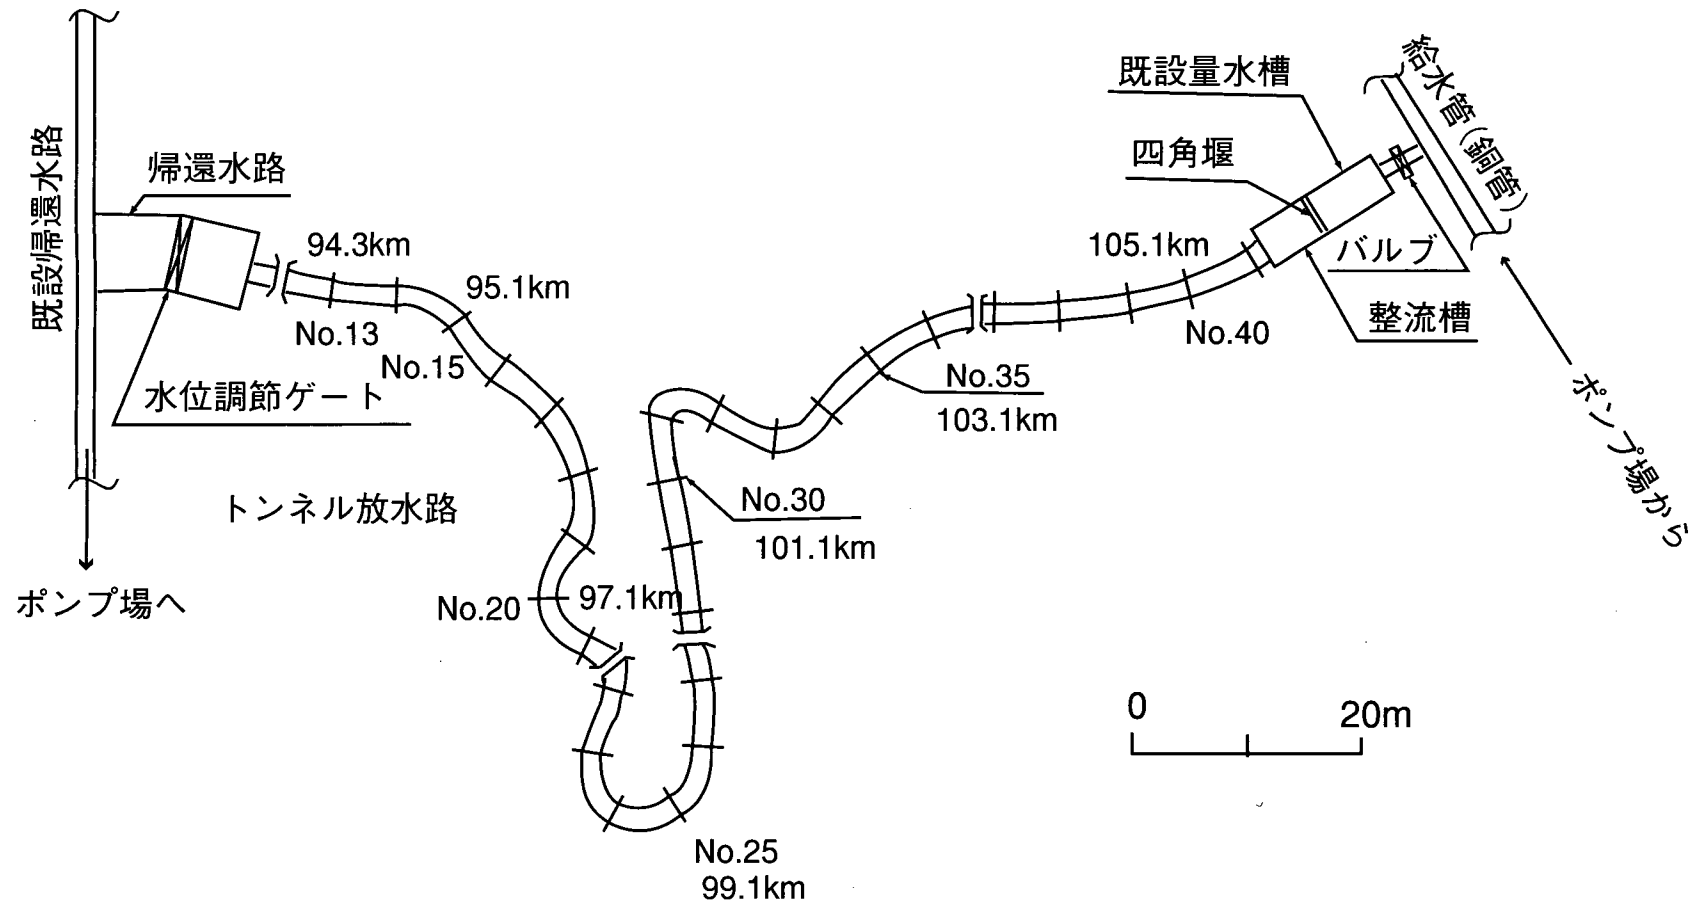 既設量水槽
給水管(銅管)
四角堰
既設帰還水路
帰還水路
94.3km
105.1km
バルブ
95.1km
整流槽
No.13
No.40
No.15
No.35
水位調節ゲート
103.1km
ポンプ場から
トンネル放水路
No.30
101.1km
ポンプ場へ
No.20
97.1km
0
20m
No.25
99.1km